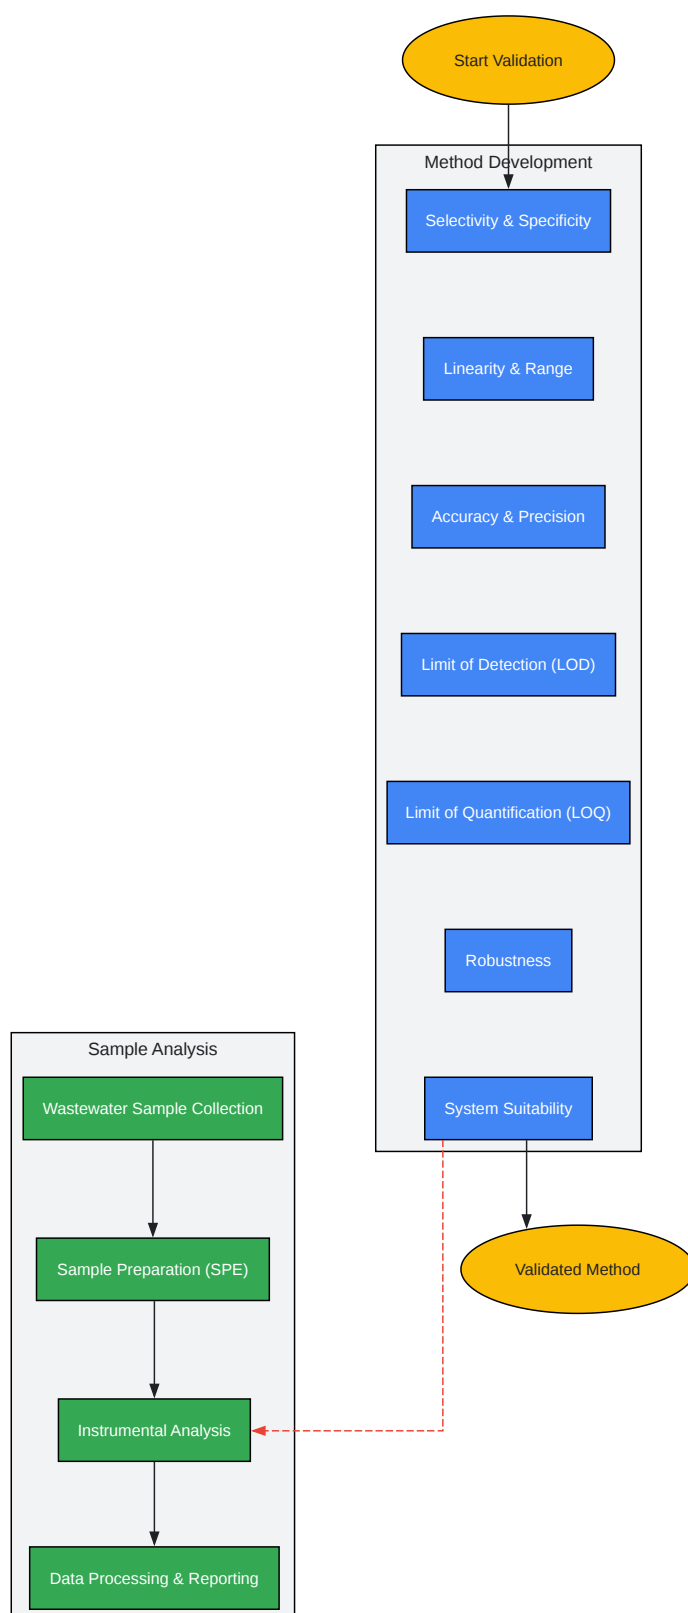 Start Validation
Method Development
Selectivity & Specificity
Linearity & Range
Accuracy & Precision
Limit of Detection (LOD)
Limit of Quantification (LOQ)
Robustness
System Suitability
Validated Method
Sample Analysis
Wastewater Sample Collection
Sample Preparation (SPE)
Instrumental Analysis
Data Processing & Reporting